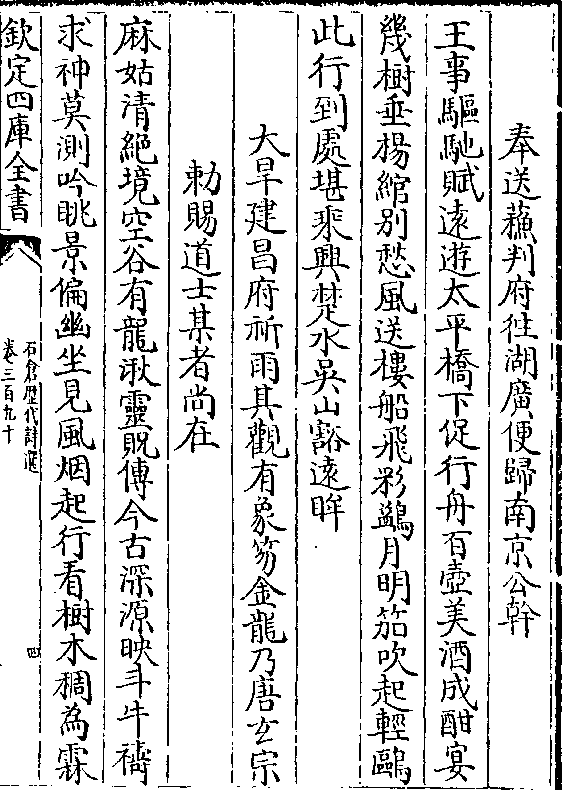 奉送蘓判府徃湖廣便歸南京公幹
王事驅馳賦遠遊太平橋下促行舟百壺美酒成酣宴
幾樹垂楊綰别愁風送樓船飛彩鷁月明笳吹起輕鷗
此行到處堪乘興楚水吳山豁遠眸
大旱建昌府祈雨其觀有象笏金龍乃唐玄宗
勅賜道士某者尚在
麻姑清絶境空谷有龍湫靈貺傳今古深源映斗牛禱
求神莫測吟眺景偏幽坐見風烟起行看樹木稠為霖
欽定四庫全書
石倉歴代詩選
卷三百九十
四